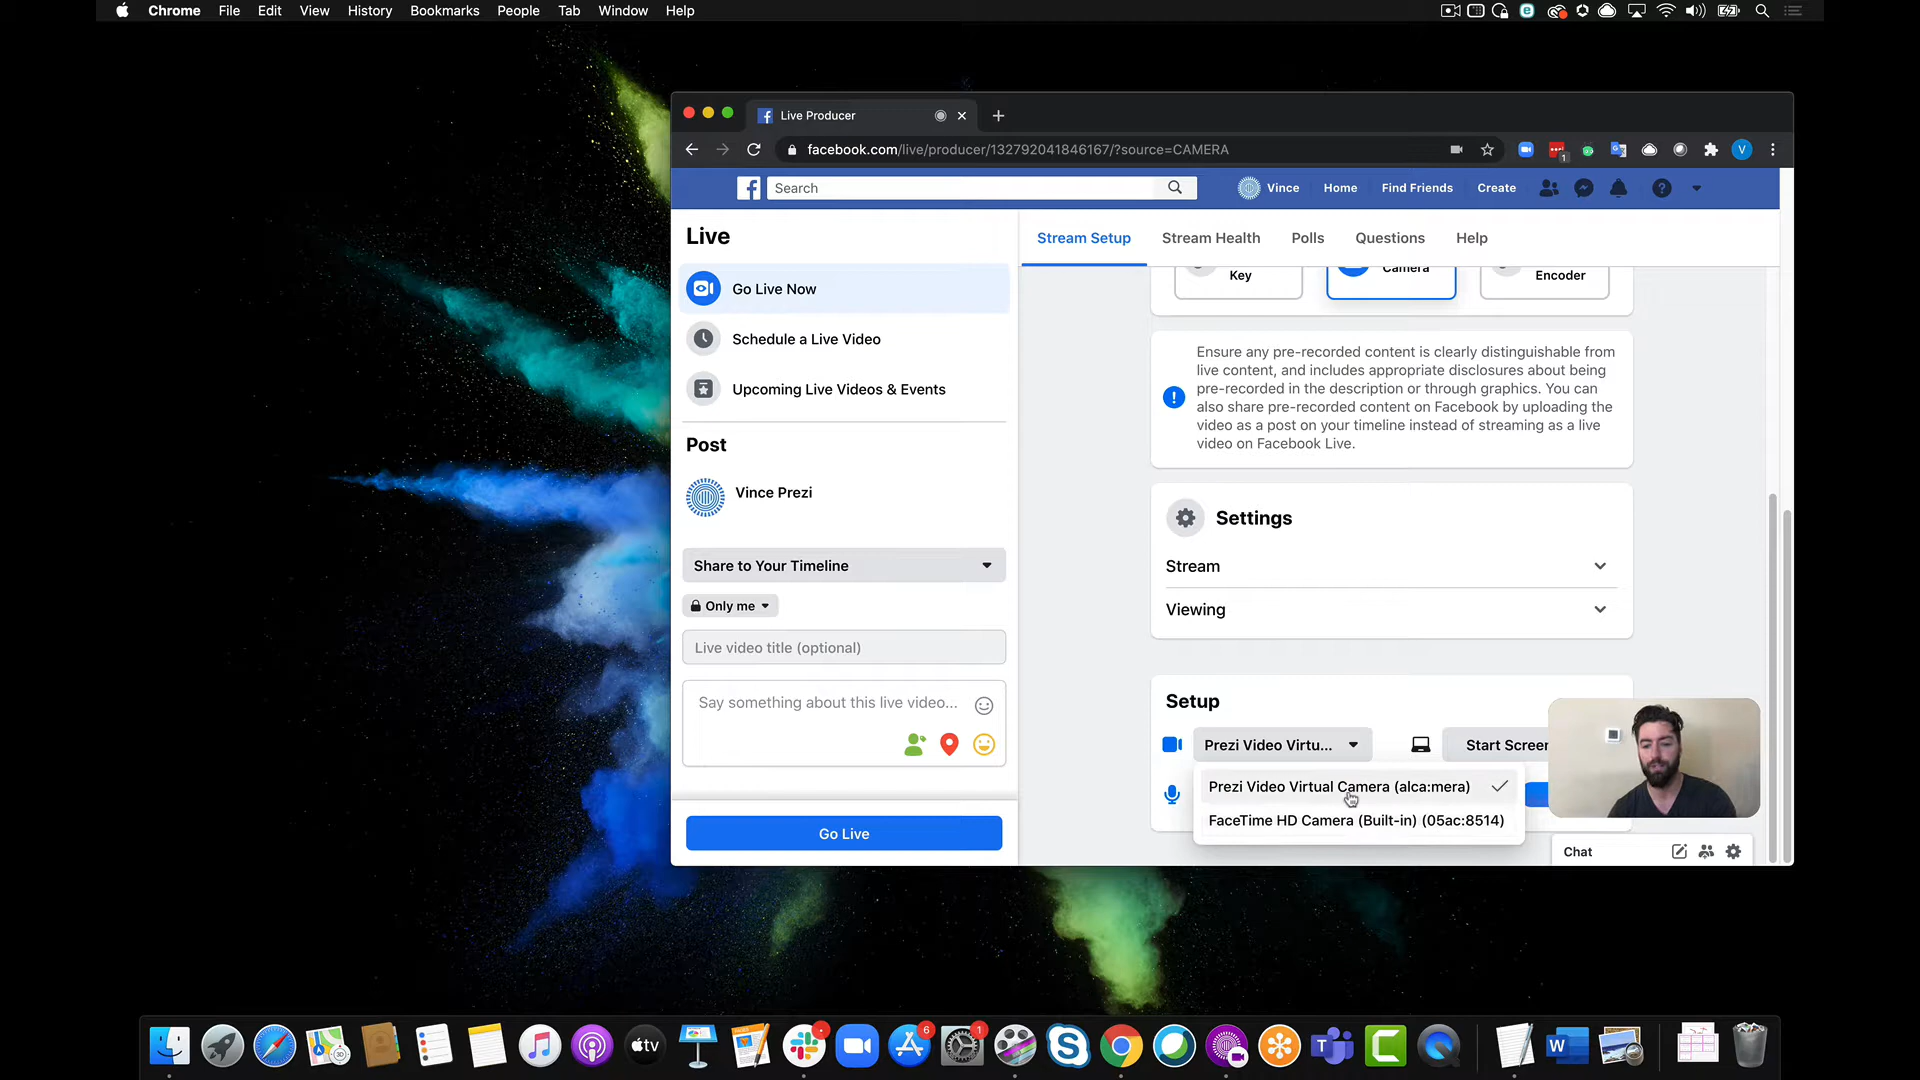 Chrome File Edit View History Bookmarks People Tab Window Help
Live Producer
facebook.com/live/producer/132792041846167/?source=CAMERA
1
V
Search
Vince Home Find Friends Create
Live
Go Live Now
Schedule a Live Video
Upcoming Live Videos & Events
Post
Vince Prezi
Share to Your Timeline
Only me
Live video title (optional)
Say something about this live video...
Go Live
Stream Setup Stream Health Polls Questions Help
Key Camera Encoder
Ensure any pre-recorded content is clearly distinguishable from
live content, and includes appropriate disclosures about being
pre-recorded in the description or through graphics. You can
also share pre-recorded content on Facebook by uploading the
video as a post on your timeline instead of streaming as a live
video on Facebook Live.
Settings
Stream
Viewing
Setup
Prezi Video Virtu... Start Screen
Prezi Video Virtual Camera (alca:mera)
FaceTime HD Camera (Built-in) (05ac:8514)
Chat
tv
6
1